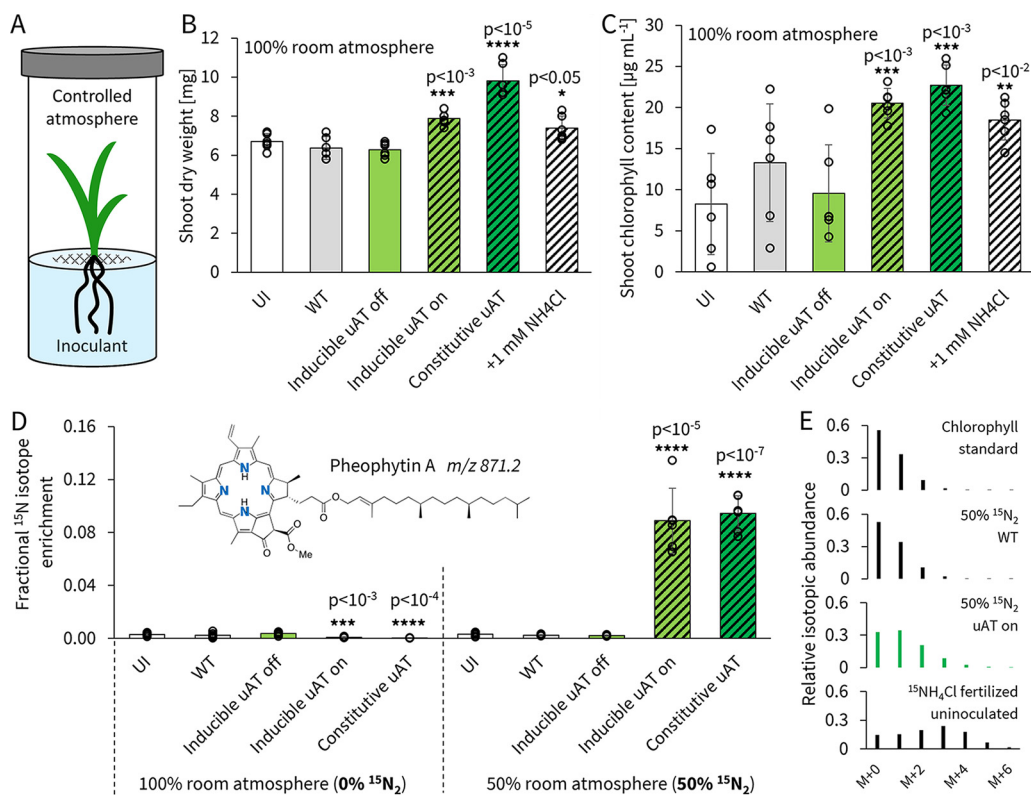 A
Controlled
atmosphere
Inoculant
B
100% room atmosphere
Shoot dry weight [mg]
12
10
8
6
4
2
0
p<10-3
***
p<10-5
****
p<0.05
*
UI
WT
Inducible uAT off
Inducible uAT on
Constitutive uAT
+1 mM NH4Cl
C
100% room atmosphere
Shoot chlorophyll content [µg mL-1]
30
25
20
15
10
5
0
p<10-3
***
p<10-3
***
p<10-2
**
UI
WT
Inducible uAT off
Inducible uAT on
Constitutive uAT
+1 mM NH4Cl
D
Fractional 15N isotope
enrichment
0.16
0.12
0.08
0.04
0.00
Pheophytin A m/z 871.2
H
N
N
N
N
H
O
O
O
O
OMe
p<10-3
***
p<10-4
****
p<10-5
****
p<10-7
****
UI
WT
Inducible uAT off
Inducible uAT on
Constitutive uAT
UI
WT
Inducible uAT off
Inducible uAT on
Constitutive uAT
100% room atmosphere (0% 15N2)
50% room atmosphere (50% 15N2)
E
Relative isotopic abundance
Chlorophyll
standard
0.6
0.3
0
50% 15N2
WT
0.6
0.3
0
50% 15N2
uAT on
0.6
0.3
0
15NH4Cl fertilized
uninoculated
0.6
0.3
0
M+0
M+2
M+4
M+6